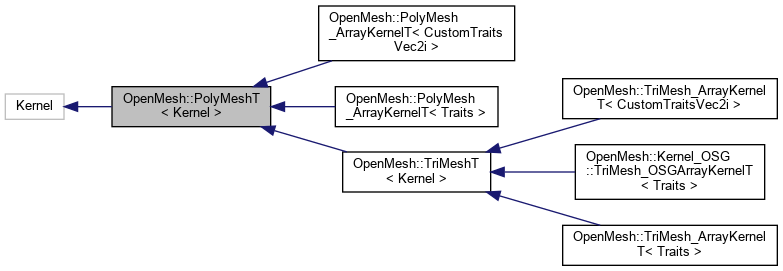 Kernel
OpenMesh::PolyMeshT
< Kernel >
OpenMesh::PolyMesh
_ArrayKernelT< CustomTraits
Vec2i >
OpenMesh::PolyMesh
_ArrayKernelT< Traits >
OpenMesh::TriMeshT
< Kernel >
OpenMesh::TriMesh_ArrayKernel
T< CustomTraitsVec2i >
OpenMesh::Kernel_OSG
::TriMesh_OSGArrayKernelT
< Traits >
OpenMesh::TriMesh_ArrayKernel
T< Traits >